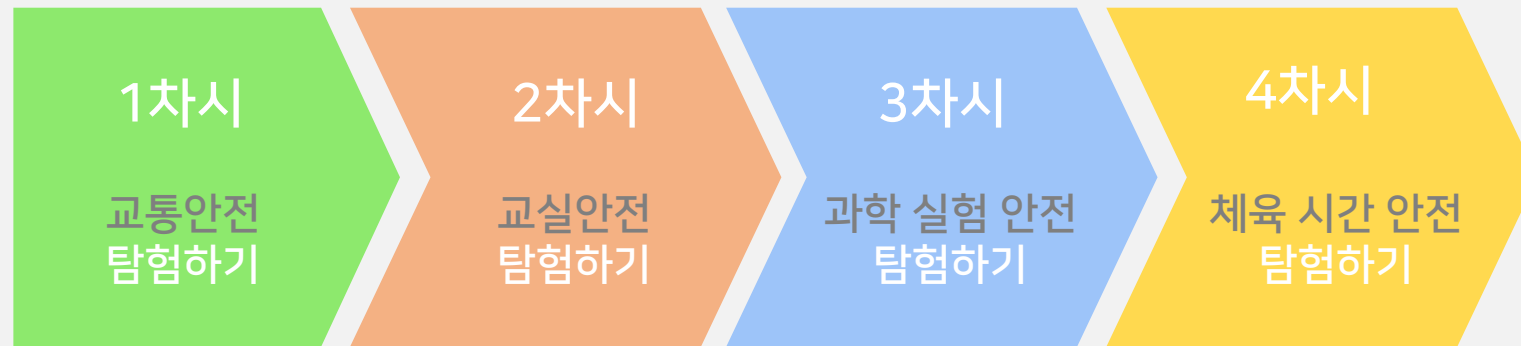 1차시
교통안전
탐험하기
2차시
교실안전
탐험하기
3차시
과학 실험 안전
탐험하기
4차시
체육 시간 안전
탐험하기